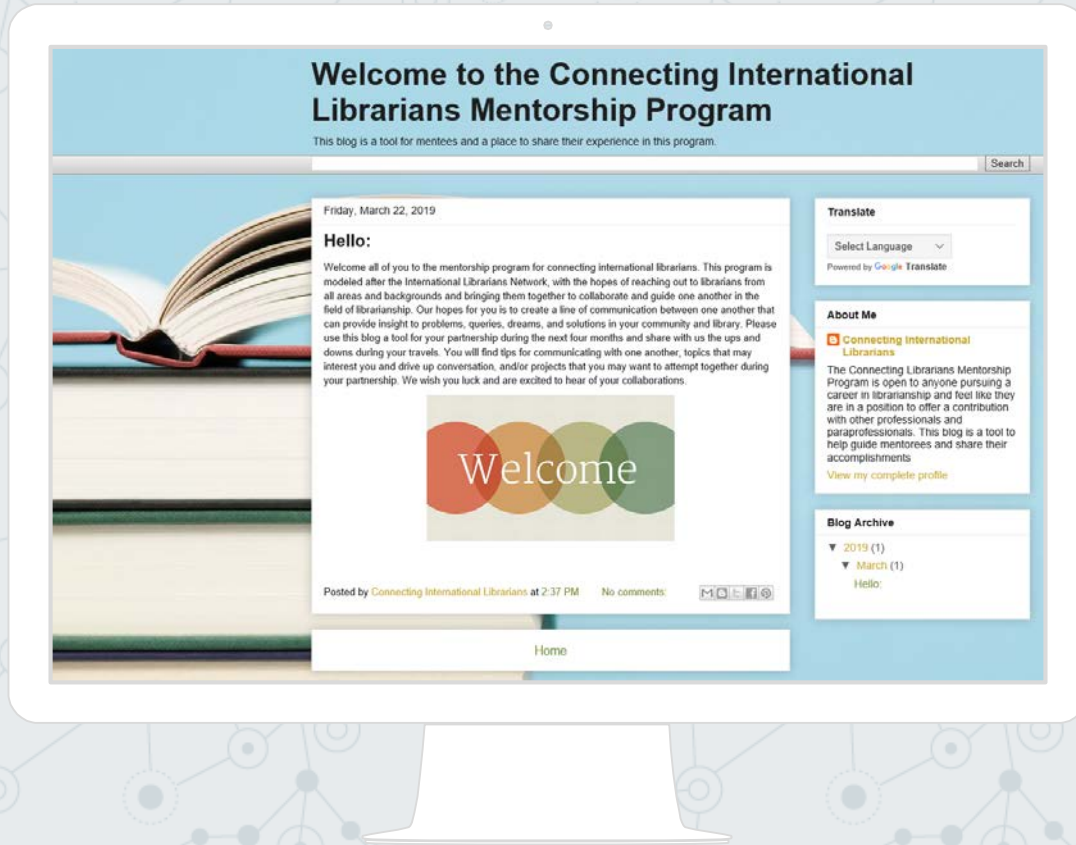 Welcome to the Connecting International
Librarians Mentorship Program
This blog is a tool for mentees and a place to share their experience in this program.
Search
Friday, March 22, 2019
Hello:
Welcome all of you to the mentorship program for connecting international librarians. This program is
modeled after the International Librarians Network, with the hopes of reaching out to librarians from
all areas and backgrounds and bringing them together to collaborate and guide one another in the
field of librarianship. Our hopes for you is to create a line of communication between one another that
can provide insight to problems, queries, dreams, and solutions in your community and library. Please
use this blog a tool for your partnership during the next four months and share with us the ups and
downs during your travels. You will find tips for communicating with one another, topics that may
interest you and drive up conversation, and/or projects that you may want to attempt together during
your partnership. We wish you luck and are excited to hear of your collaborations.
Welcome
Posted by Connecting International Librarians at 2:37 PM No comments:
Home
Translate
Select Language
Powered by Google Translate
About Me
Connecting International
Librarians
The Connecting Librarians Mentorship
Program is open to anyone pursuing a
career in librarianship and feel like they
are in a position to offer a contribution
with other professionals and
paraprofessionals. This blog is a tool to
help guide mentorees and share their
accomplishments
View my complete profile
Blog Archive
▼ 2019 (1)
▼ March (1)
Hello: